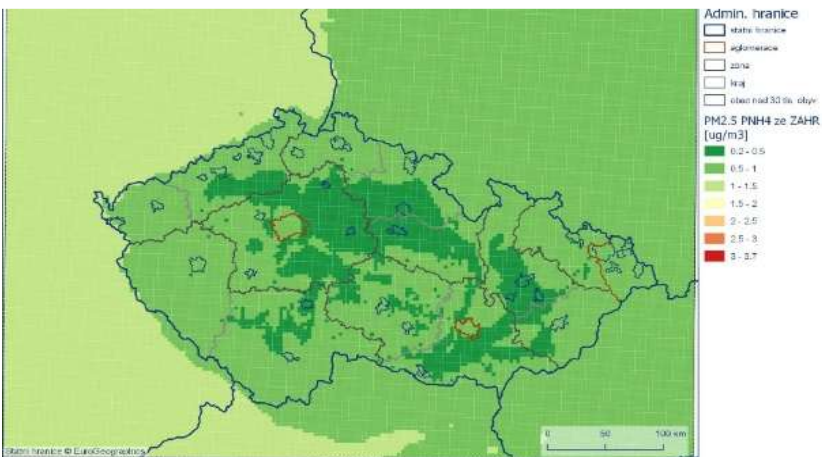 Admin. hranice
státní hranice
aglomerace
zóna
kraj
obec nad 30 tis. obyv.
PM2.5 PNH4 ze ZAHR
[ug/m3]
0.2 - 0.5
0.5 - 1
1 - 1.5
1.5 - 2
2 - 2.5
2.5 - 3
3 - 3.7
0 50 100 km
Státní hranice © EuroGeographics